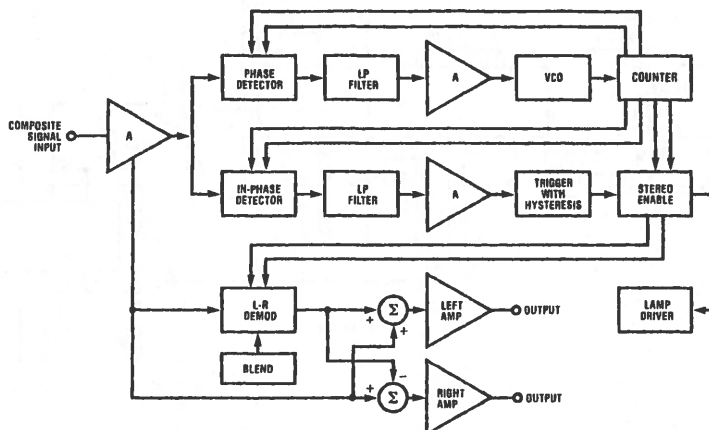 PHASE
DETECTOR
LP
FILTER
A
VCO
COUNTER
COMPOSITE
SIGNAL
INPUT
A
IN-PHASE
DETECTOR
LP
FILTER
A
TRIGGER
WITH
HYSTERESIS
STEREO
ENABLE
L-R
DEMOD
+
Σ
+
LEFT
AMP
OUTPUT
LAMP
DRIVER
BLEND
+
−
Σ
RIGHT
AMP
OUTPUT